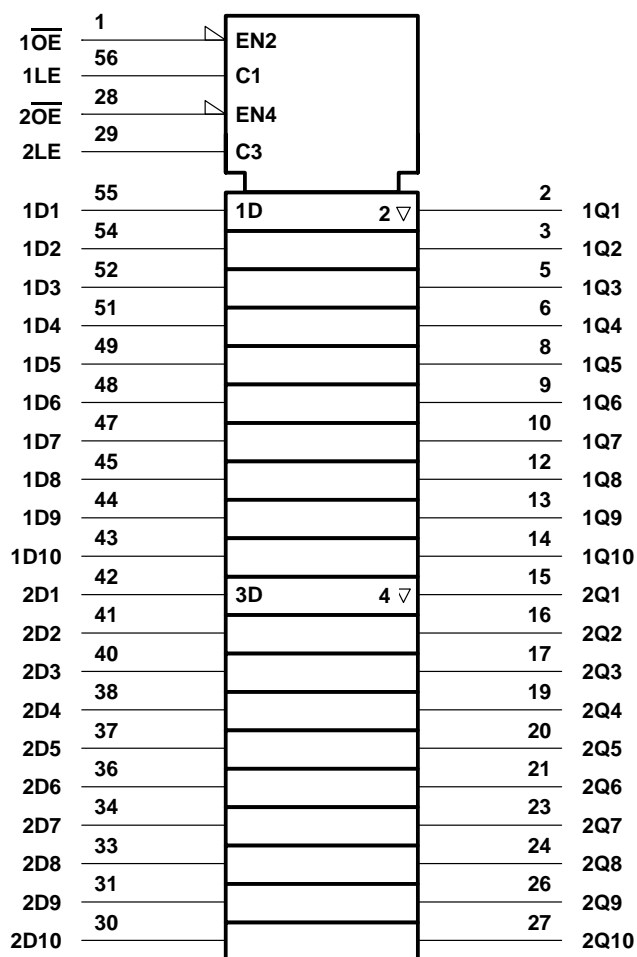 1OE 1 EN2
1LE 56 C1
2OE 28 EN4
2LE 29 C3
1D1 55 1D 2 ▽ 2 1Q1
1D2 54 3 1Q2
1D3 52 5 1Q3
1D4 51 6 1Q4
1D5 49 8 1Q5
1D6 48 9 1Q6
1D7 47 10 1Q7
1D8 45 12 1Q8
1D9 44 13 1Q9
1D10 43 14 1Q10
2D1 42 3D 4 ▽ 15 2Q1
2D2 41 16 2Q2
2D3 40 17 2Q3
2D4 38 19 2Q4
2D5 37 20 2Q5
2D6 36 21 2Q6
2D7 34 23 2Q7
2D8 33 24 2Q8
2D9 31 26 2Q9
2D10 30 27 2Q10